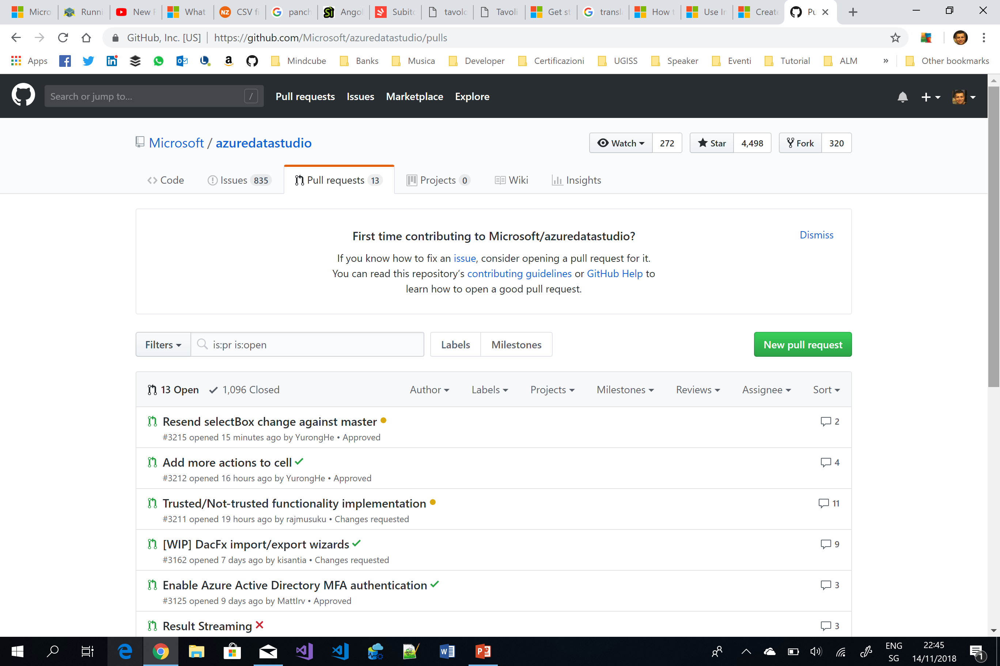 Micro Runni New What CSV fi panch Angol Subito tavolo Tavoli Get st transla How t Use In Create Pu
GitHub, Inc. [US] https://github.com/Microsoft/azuredatastudio/pulls
Apps Mindcube Banks Musica Developer Certificazioni UGISS Speaker Eventi Tutorial ALM » Other bookmarks
Search or jump to... / Pull requests Issues Marketplace Explore
Microsoft / azuredatastudio Watch 272 Star 4,498 Fork 320
Code Issues 835 Pull requests 13 Projects 0 Wiki Insights
First time contributing to Microsoft/azuredatastudio? Dismiss
If you know how to fix an issue, consider opening a pull request for it.
You can read this repository’s contributing guidelines or GitHub Help to
learn how to open a good pull request.
Filters is:pr is:open Labels Milestones New pull request
13 Open 1,096 Closed Author Labels Projects Milestones Reviews Assignee Sort
Resend selectBox change against master 2
#3215 opened 15 minutes ago by YurongHe • Approved
Add more actions to cell 4
#3212 opened 16 hours ago by YurongHe • Approved
Trusted/Not-trusted functionality implementation 11
#3211 opened 19 hours ago by rajmusuku • Changes requested
[WIP] DacFx import/export wizards 9
#3162 opened 7 days ago by kisantia • Changes requested
Enable Azure Active Directory MFA authentication 3
#3125 opened 9 days ago by MattIrv • Approved
Result Streaming 3
ENG 22:45
SG 14/11/2018 1